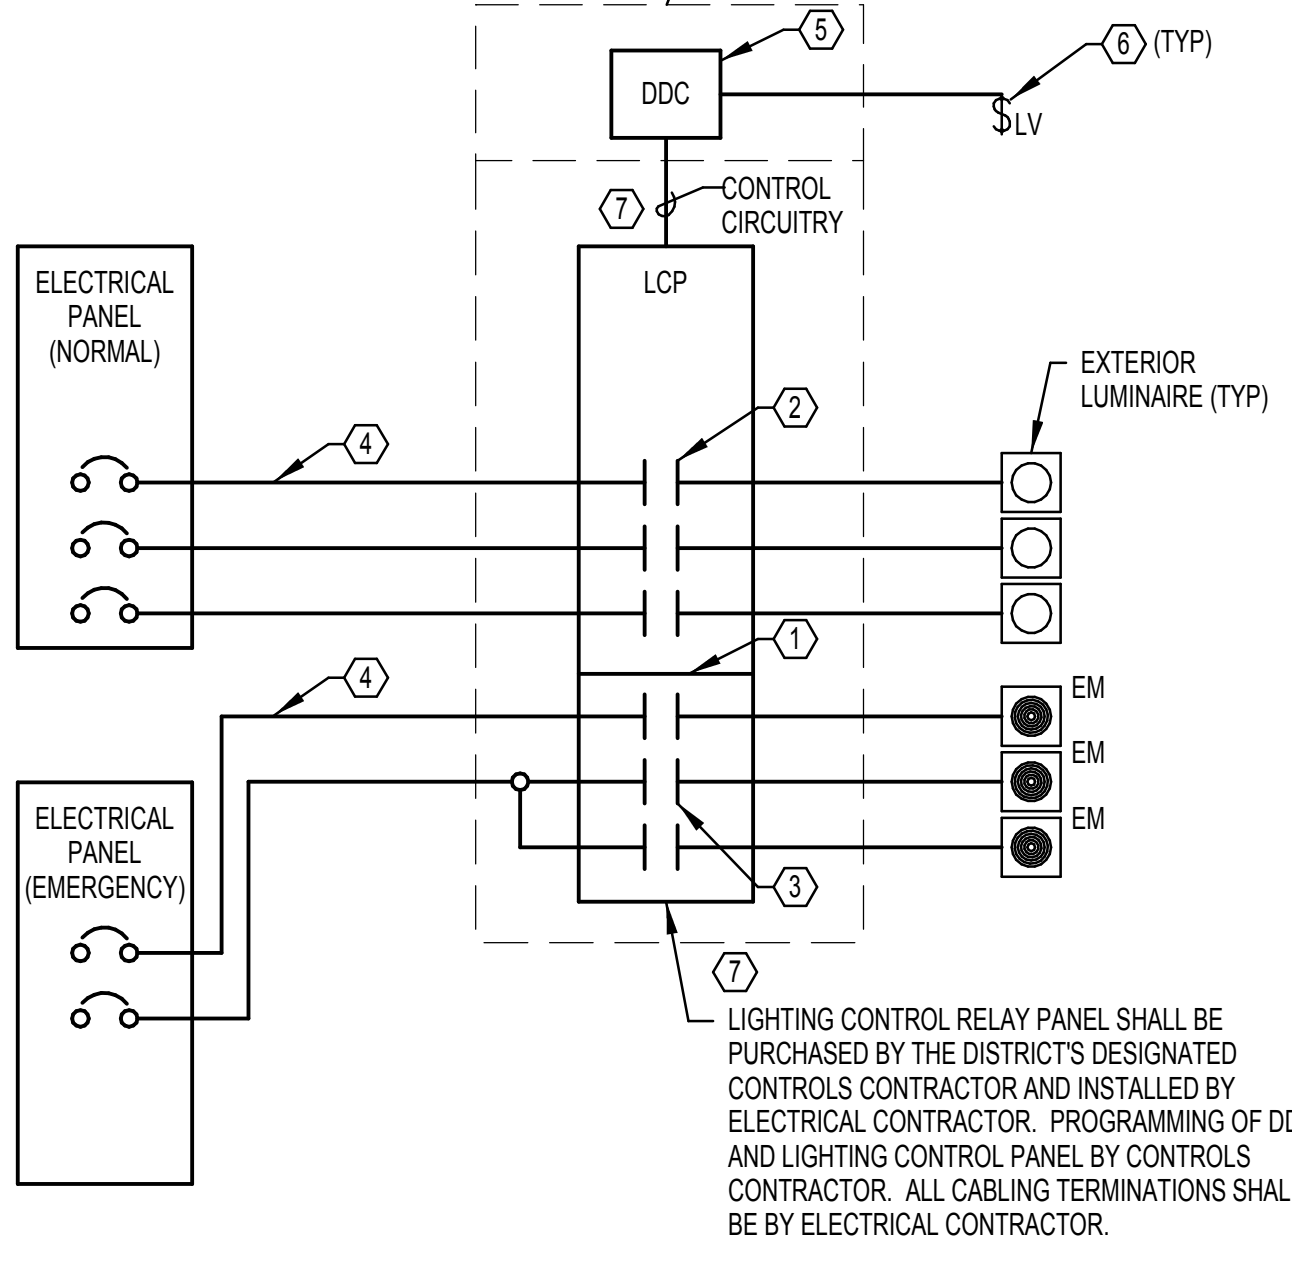 5
6 (TYP)
DDC
LV
7
CONTROL
CIRCUITRY
ELECTRICAL
PANEL
(NORMAL)
LCP
EXTERIOR
LUMINAIRE (TYP)
2
4
1
4
EM
EM
EM
ELECTRICAL
PANEL
(EMERGENCY)
3
7
LIGHTING CONTROL RELAY PANEL SHALL BE
PURCHASED BY THE DISTRICT'S DESIGNATED
CONTROLS CONTRACTOR AND INSTALLED BY
ELECTRICAL CONTRACTOR. PROGRAMMING OF
AND LIGHTING CONTROL PANEL BY CONTROLS
CONTRACTOR. ALL CABLING TERMINATIONS SHAL
BE BY ELECTRICAL CONTRACTOR.